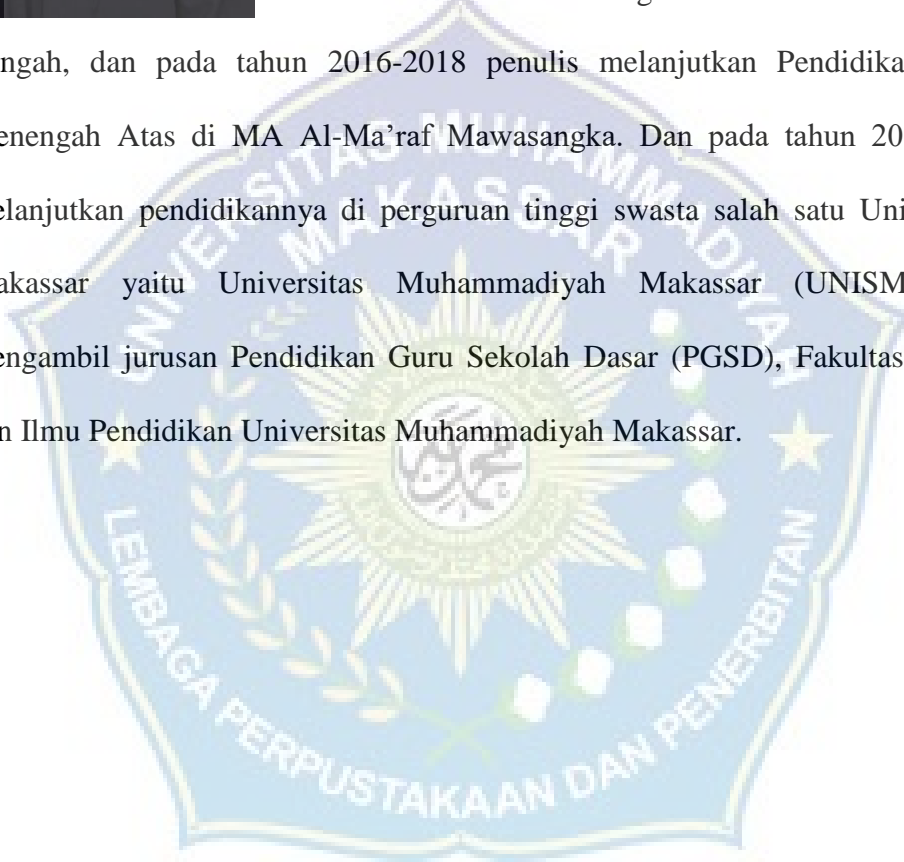 ngah, dan pada tahun 2016-2018 penulis melanjutkan Pendidika
enengah Atas di MA Al-Ma’raf Mawasangka. Dan pada tahun 20
elanjutkan pendidikannya di perguruan tinggi swasta salah satu Uni
akassar yaitu Universitas Muhammadiyah Makassar (UNISM
engambil jurusan Pendidikan Guru Sekolah Dasar (PGSD), Fakultas
n Ilmu Pendidikan Universitas Muhammadiyah Makassar.
UNIVERSITAS MUHAMMADIYAH
MAKASSAR
LEMBAGA PERPUSTAKAAN DAN PENERBITAN